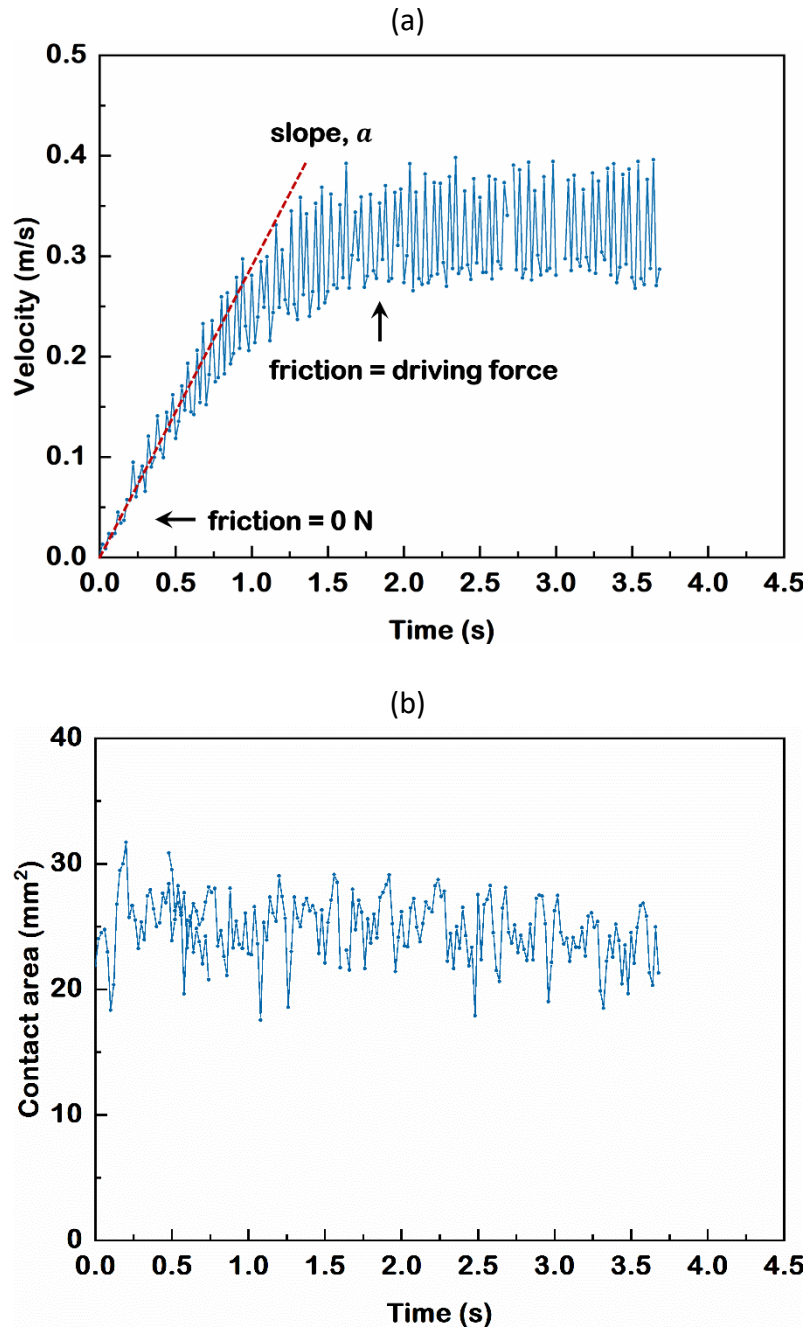 (a)
0.5
0.4
0.3
0.2
0.1
0.0
Velocity (m/s)
slope, a
friction = driving force
friction = 0 N
0.0 0.5 1.0 1.5 2.0 2.5 3.0 3.5 4.0 4.5
Time (s)
(b)
40
30
20
10
0
Contact area (mm²)
0.0 0.5 1.0 1.5 2.0 2.5 3.0 3.5 4.0 4.5
Time (s)